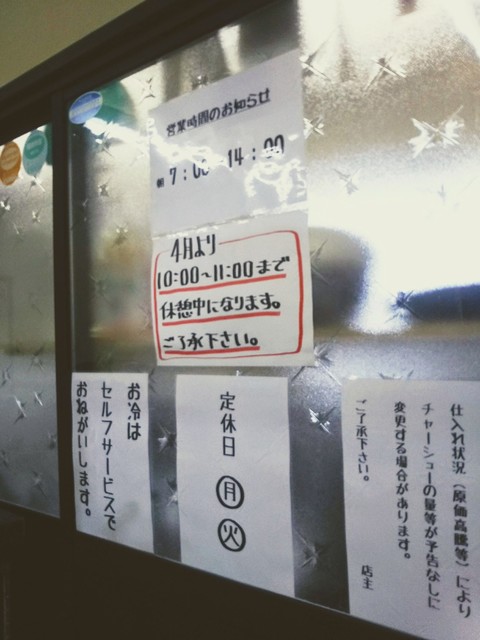 営業時間のお知らせ
朝7:00~14:00
4月より
10:00~11:00まで
休憩中になります。
ご了承下さい。
お冷は
セルフサービスで
おねがいします。
定休日 月 火
仕入れ状況（原価高騰等）により
チャーシューの量等が予告なしに
変更する場合があります。
ご了承下さい。
店主